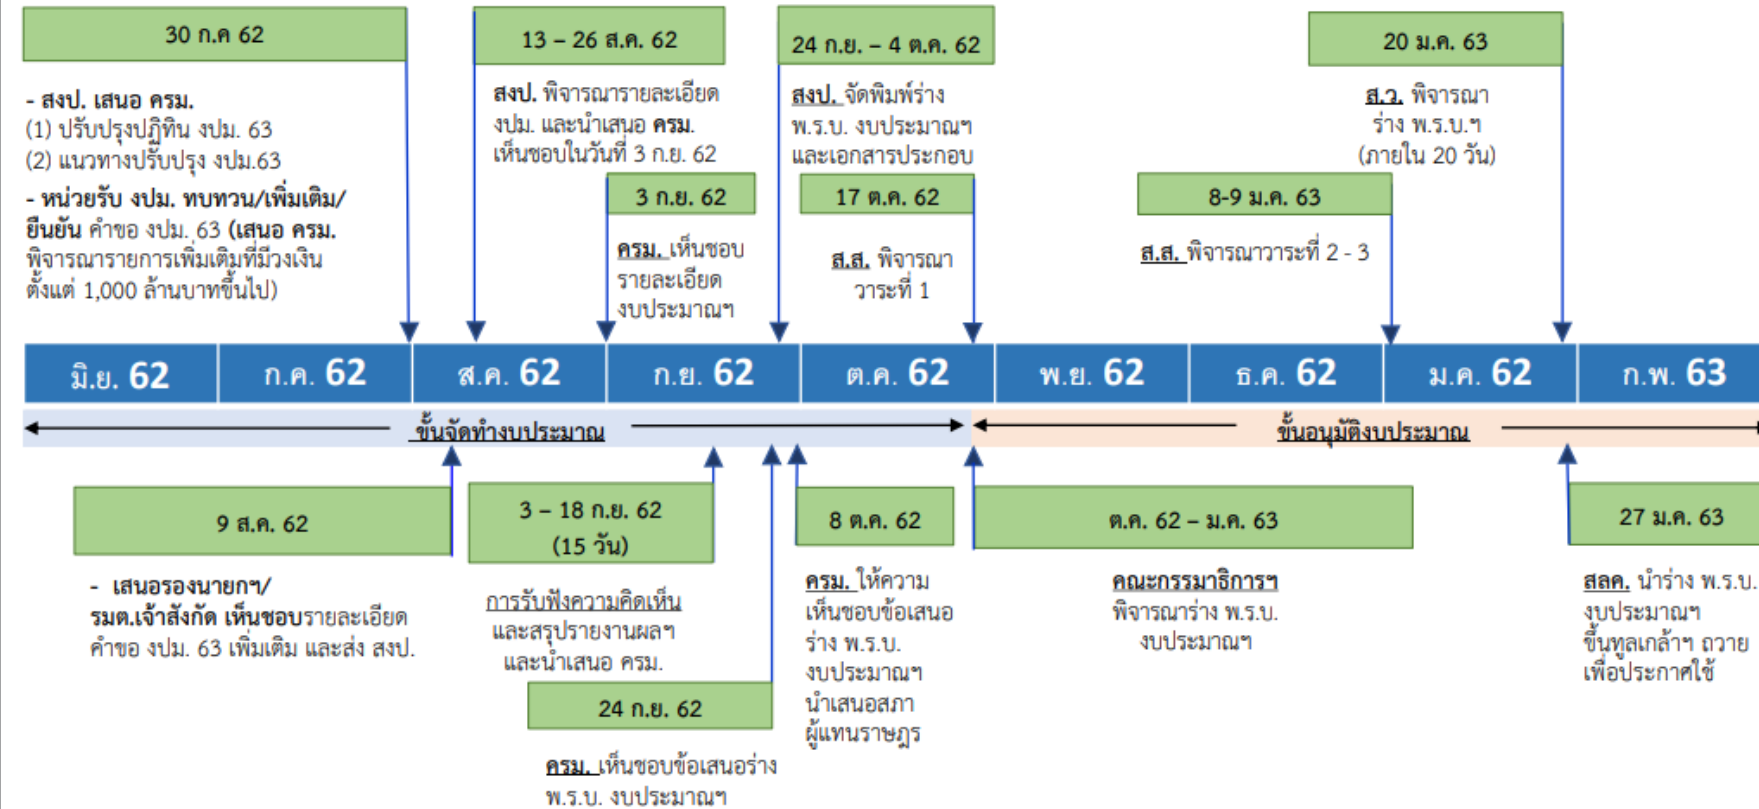 30 ก.ค 62
- สงป. เสนอ ครม.
(1) ปรับปรุงปฏิทิน งปม. 63
(2) แนวทางปรับปรุง งปม.63
- หน่วยรับ งปม. ทบทวน/เพิ่มเติม/
ยืนยัน คำขอ งปม. 63 (เสนอ ครม.
พิจารณารายการเพิ่มเติมที่มีวงเงิน
ตั้งแต่ 1,000 ล้านบาทขึ้นไป)
13 – 26 ส.ค. 62
สงป. พิจารณารายละเอียด
งปม. และนำเสนอ ครม.
เห็นชอบในวันที่ 3 ก.ย. 62
3 ก.ย. 62
ครม. เห็นชอบ
รายละเอียด
งบประมาณฯ
24 ก.ย. – 4 ต.ค. 62
สงป. จัดพิมพ์ร่าง
พ.ร.บ. งบประมาณฯ
และเอกสารประกอบ
17 ต.ค. 62
ส.ส. พิจารณา
วาระที่ 1
8-9 ม.ค. 63
ส.ส. พิจารณาวาระที่ 2 - 3
20 ม.ค. 63
ส.ว. พิจารณา
ร่าง พ.ร.บ.ฯ
(ภายใน 20 วัน)
มิ.ย. 62 ก.ค. 62 ส.ค. 62 ก.ย. 62 ต.ค. 62 พ.ย. 62 ธ.ค. 62 ม.ค. 62 ก.พ. 63
ขั้นจัดทำงบประมาณ ขั้นอนุมัติงบประมาณ
9 ส.ค. 62
- เสนอรองนายกฯ/
รมต.เจ้าสังกัด เห็นชอบรายละเอียด
คำขอ งปม. 63 เพิ่มเติม และส่ง สงป.
3 – 18 ก.ย. 62
(15 วัน)
การรับฟังความคิดเห็น
และสรุปรายงานผลฯ
และนำเสนอ ครม.
24 ก.ย. 62
ครม. เห็นชอบข้อเสนอร่าง
พ.ร.บ. งบประมาณฯ
8 ต.ค. 62
ครม. ให้ความ
เห็นชอบข้อเสนอ
ร่าง พ.ร.บ.
งบประมาณฯ
นำเสนอสภา
ผู้แทนราษฎร
ต.ค. 62 – ม.ค. 63
คณะกรรมาธิการฯ
พิจารณาร่าง พ.ร.บ.
งบประมาณฯ
27 ม.ค. 63
สลค. นำร่าง พ.ร.บ.
งบประมาณฯ
ขึ้นทูลเกล้าฯ ถวาย
เพื่อประกาศใช้